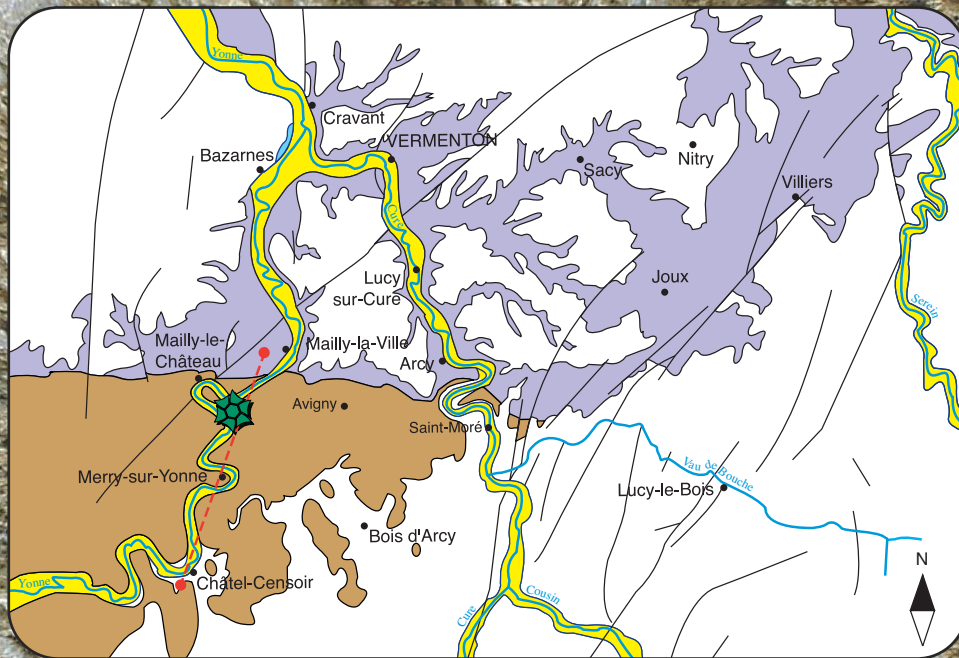 Yonne
Cravant
VERMENTON
Bazarnes
Sacy
Nitry
Villiers
Cure
Lucy
sur-Cure
Joux
Serein
Mailly-le-
Château
Mailly-la-Ville
Arcy
Avigny
Saint-Moré
Merry-sur-Yonne
Vau de Bouche
Lucy-le-Bois
Bois d'Arcy
N
Yonne
Châtel-Censoir
Cure
Cousin